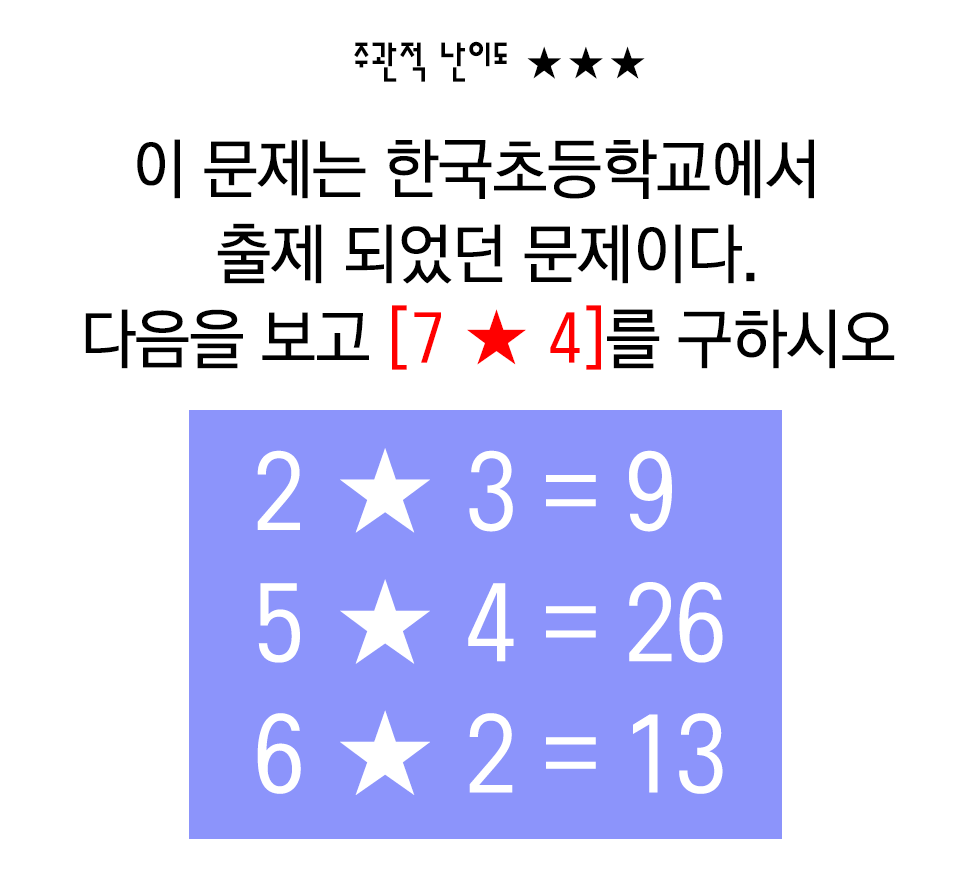 주관적 난이도 ★★★
이 문제는 한국초등학교에서
출제 되었던 문제이다.
다음을 보고 [7 ★ 4]를 구하시오
2 ★ 3 = 9
5 ★ 4 = 26
6 ★ 2 = 13